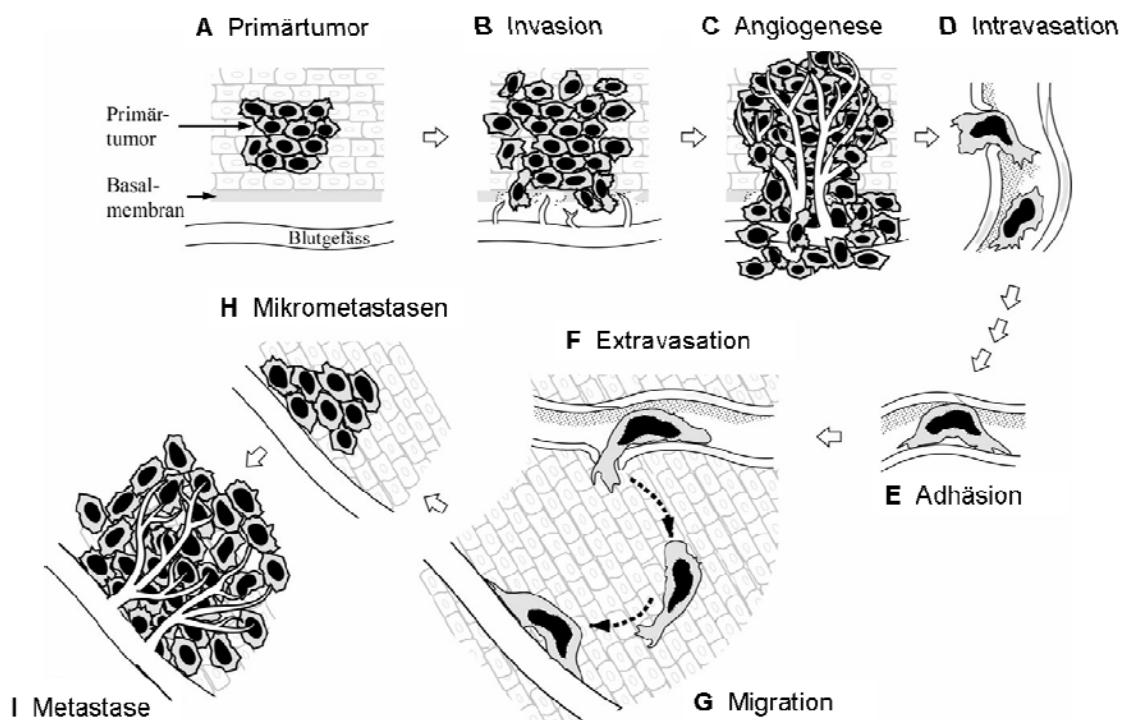 A Primärtumor
B Invasion
C Angiogenese
D Intravasation
Primär-
tumor
Basal-
membran
Blutgefäss
H Mikrometastasen
F Extravasation
E Adhäsion
G Migration
I Metastase